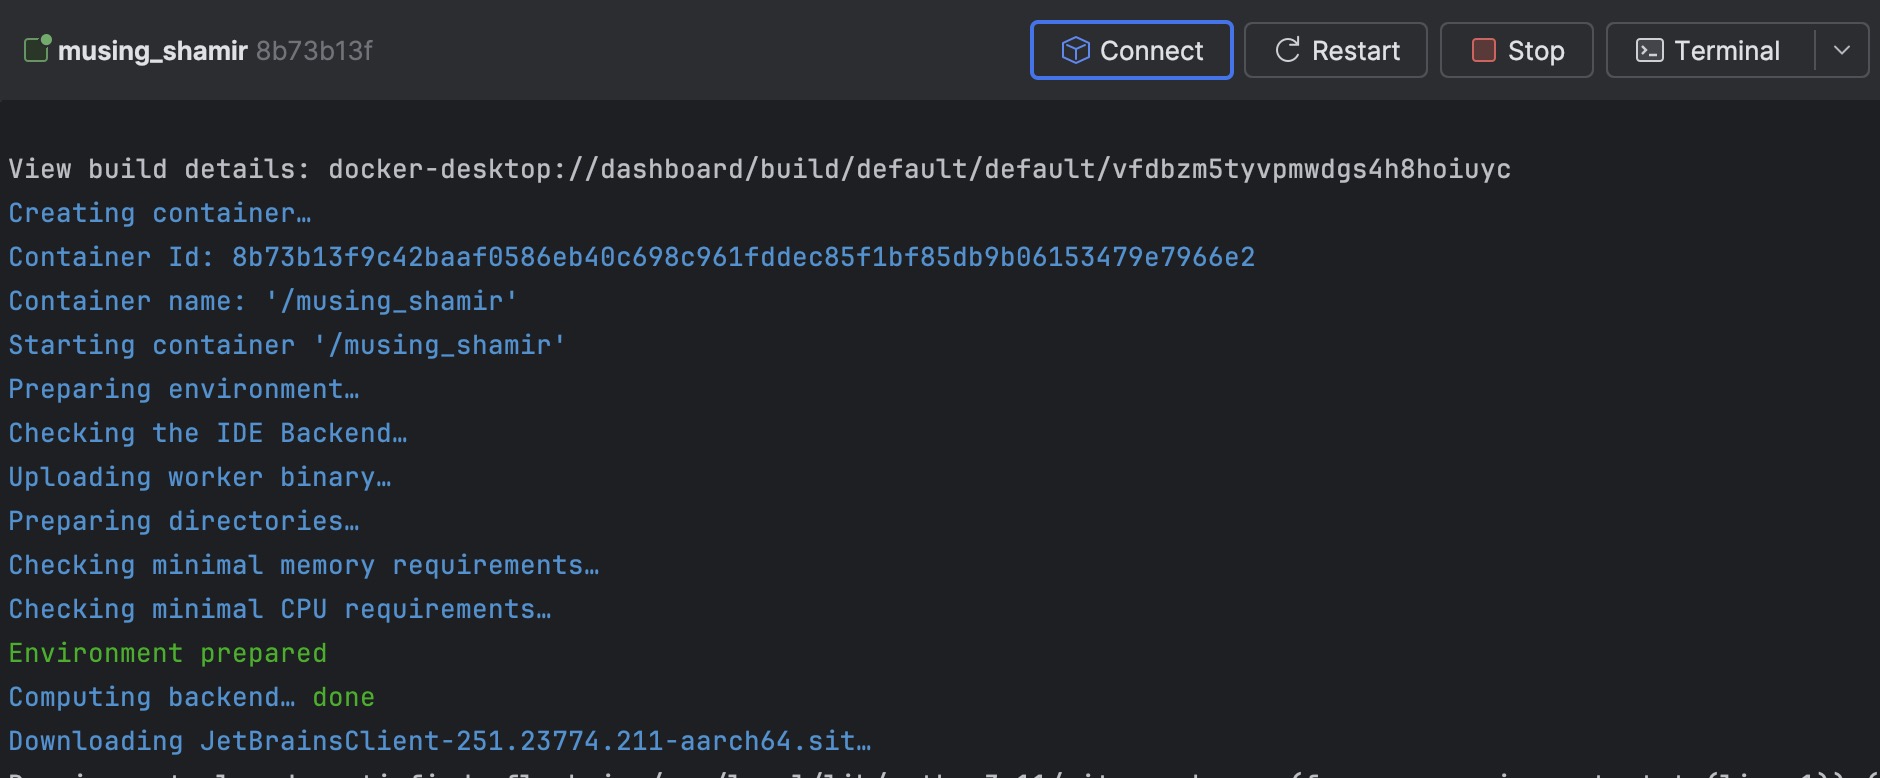 musing_shamir 8b73b13f Connect Restart Stop Terminal
View build details: docker-desktop://dashboard/build/default/default/vfdbzm5tyvpmwdgs4h8hoiuyc
Creating container…
Container Id: 8b73b13f9c42baaf0586eb40c698c961fddec85f1bf85db9b06153479e7966e2
Container name: '/musing_shamir'
Starting container '/musing_shamir'
Preparing environment…
Checking the IDE Backend…
Uploading worker binary…
Preparing directories…
Checking minimal memory requirements…
Checking minimal CPU requirements…
Environment prepared
Computing backend… done
Downloading JetBrainsClient-251.23774.211-aarch64.sit…